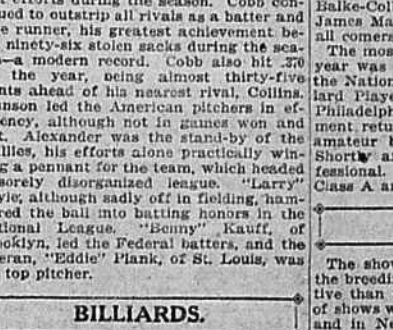 efforts during the season. Cobb con-
ued to outstrip all rivals as a batter and
e runner, his greatest achievement be-
ninety-six stolen sacks during the sea-
—a modern record. Cobb also hit .370
the year, being almost thirty-five
nts ahead of his nearest rival, Collins.
nson led the American pitchers in ef-
ency, although not in games won and
t. Alexander was the stand-by of the
llies, his efforts alone practically win-
g a pennant for the team, which headed
sorely disorganized league. "Larry"
yle, although sadly off in fielding, ham-
red the ball into batting honors in the
tional League. "Benny" Kauff, of
ooklyn, led the Federal batters, and the
eran, "Eddie" Plank, of St. Louis, was
top pitcher.
BILLIARDS.
Balke-Coll
James Ma
all comers
The mos
year was
the Nation
lard Playe
Philadelph
ment retu
amateur b
Shortly a
fessional.
Class A a
The show
the breedi
tive than
of shows w
and in Ne